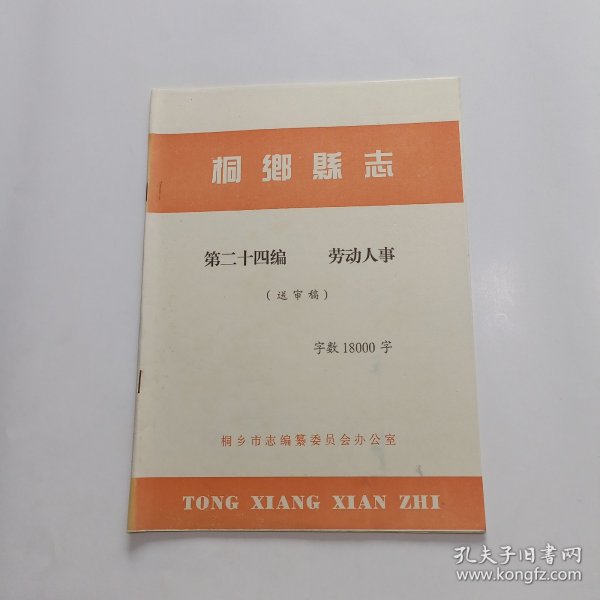 桐鄉縣志
第二十四编 劳动人事
(送审稿)
字数18000字
桐乡市志编纂委员会办公室
TONG XIANG XIAN ZHI
孔夫子旧书网
www.kongfz.com